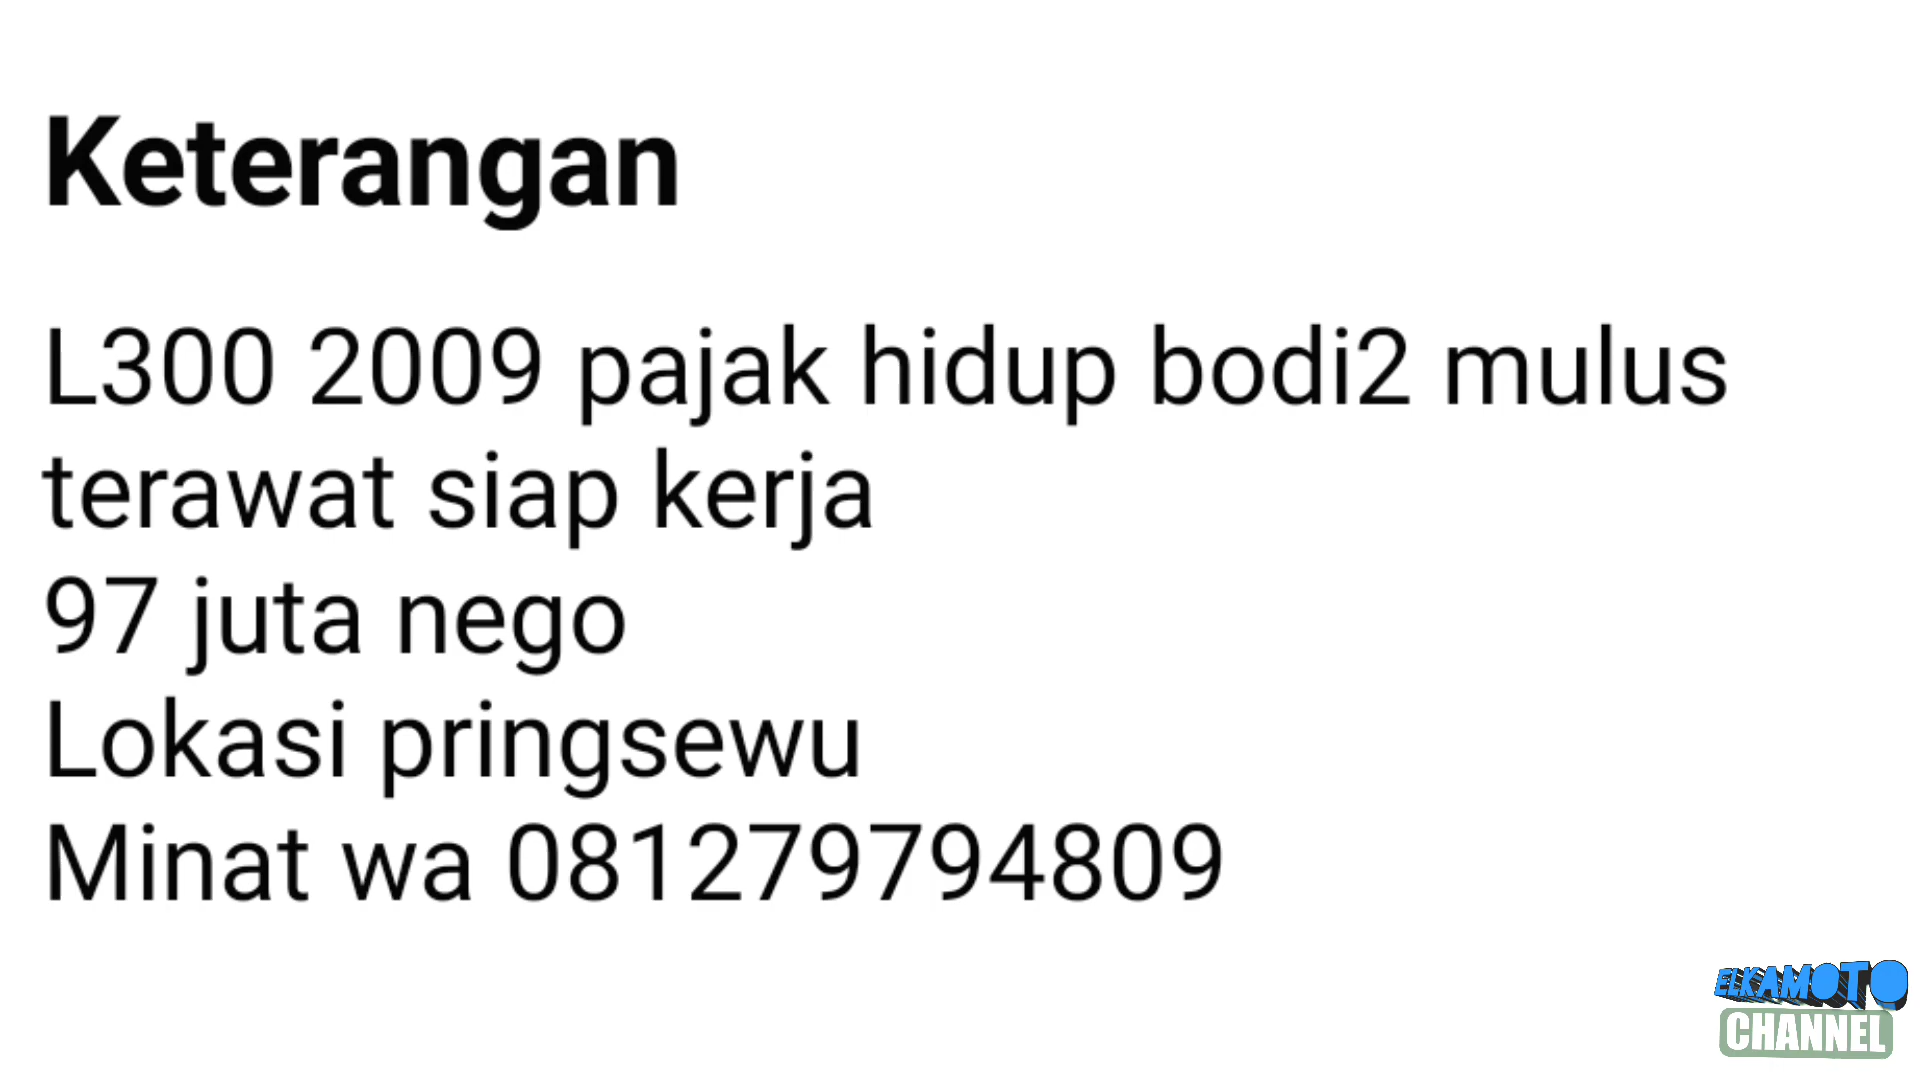 Keterangan
L300 2009 pajak hidup bodi2 mulus
terawat siap kerja
97 juta nego
Lokasi pringsewu
Minat wa 081279794809
ELKAMOTO
CHANNEL